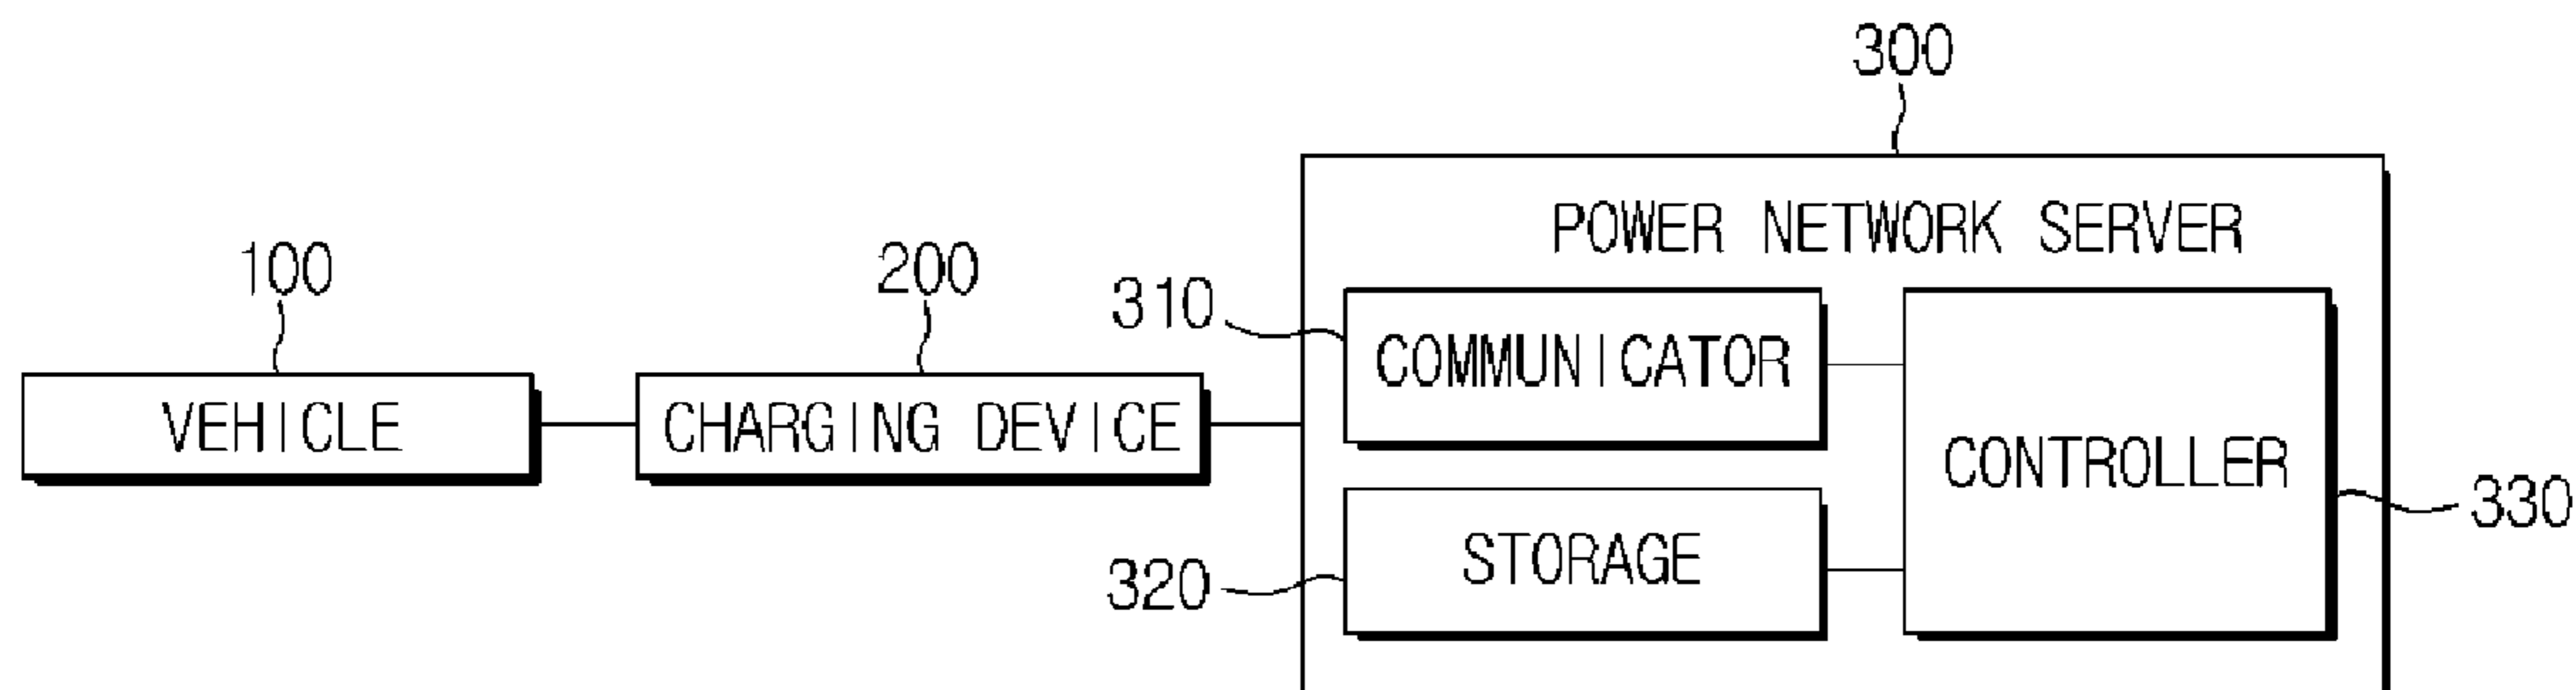 300
POWER NETWORK SERVER
100
200
310
COMMUNICATOR
VEHICLE
CHARGING DEVICE
CONTROLLER
330
STORAGE
320